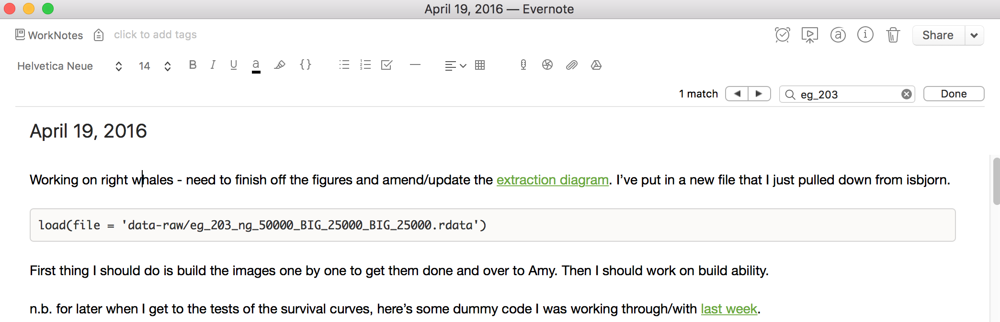 April 19, 2016 — Evernote
WorkNotes click to add tags Share
Helvetica Neue 14 B I U a {}
1 match eg_203 Done
April 19, 2016
Working on right whales - need to finish off the figures and amend/update the extraction diagram. I’ve put in a new file that I just pulled down from isbjorn.
load(file = 'data-raw/eg_203_ng_50000_BIG_25000_BIG_25000.rdata')
First thing I should do is build the images one by one to get them done and over to Amy. Then I should work on build ability.
n.b. for later when I get to the tests of the survival curves, here’s some dummy code I was working through/with last week.